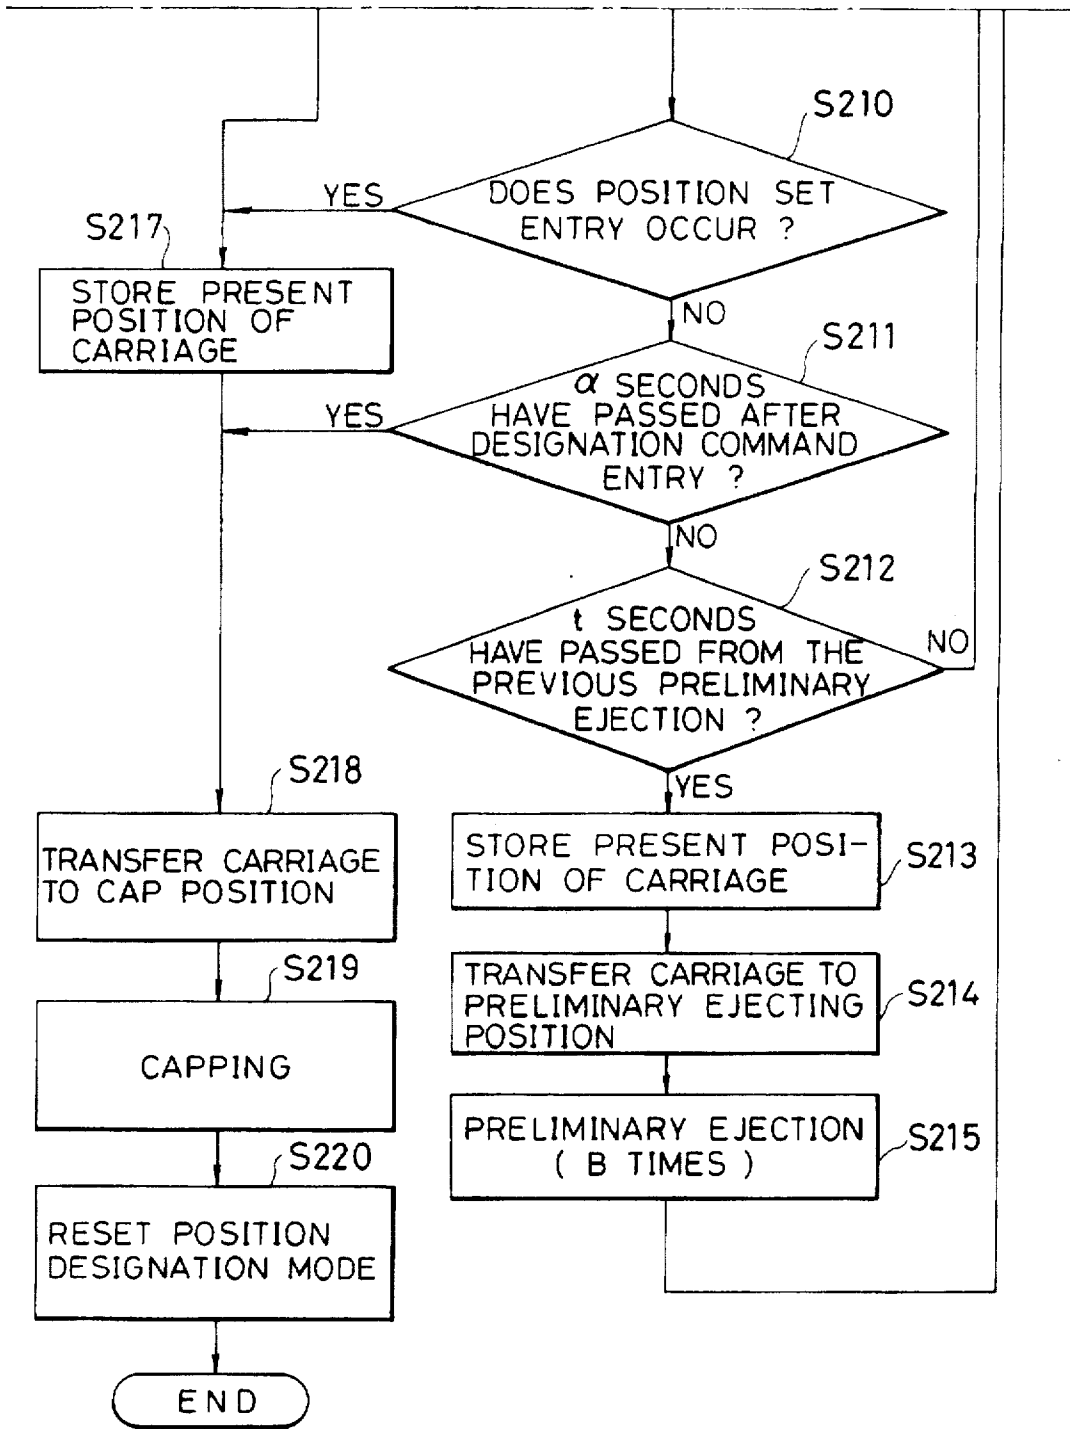 S210
DOES POSITION SET
ENTRY OCCUR ?
YES
NO
S217
STORE PRESENT
POSITION OF
CARRIAGE
S211
α SECONDS
HAVE PASSED AFTER
DESIGNATION COMMAND
ENTRY ?
YES
NO
S212
t SECONDS
HAVE PASSED FROM THE
PREVIOUS PRELIMINARY
EJECTION ?
NO
YES
S218
TRANSFER CARRIAGE
TO CAP POSITION
STORE PRESENT POSI-
TION OF CARRIAGE
S213
S219
CAPPING
TRANSFER CARRIAGE TO
PRELIMINARY EJECTING
POSITION
S214
S220
RESET POSITION
DESIGNATION MODE
PRELIMINARY EJECTION
( B TIMES )
S215
END